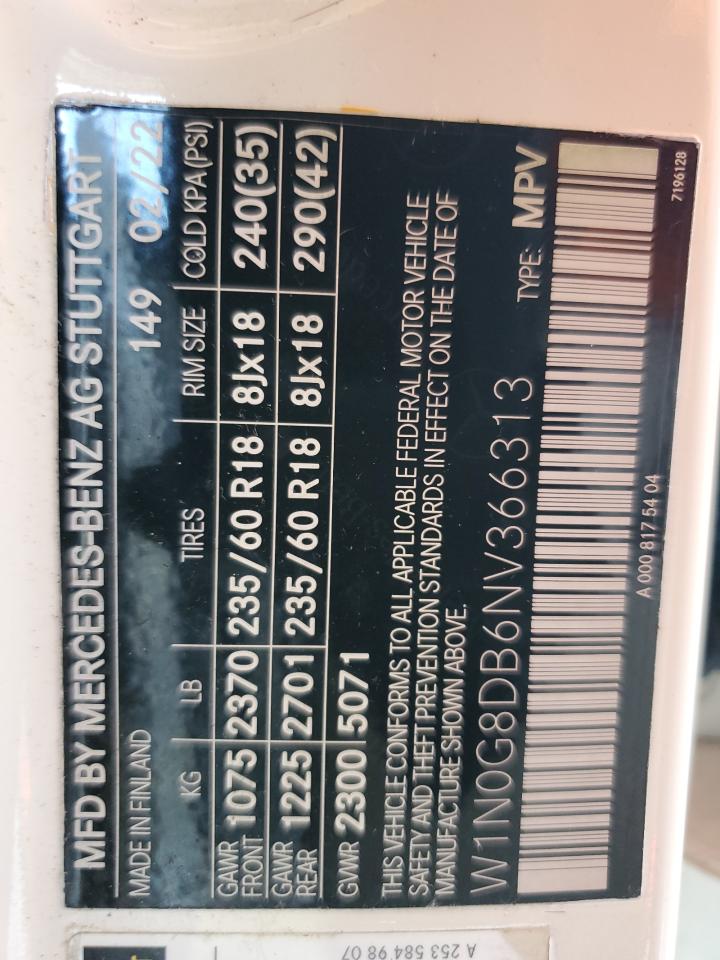 MFD BY MERCEDES-BENZ AG STUTTGART
MADE IN FINLAND 149 02/22
KG LB TIRES RIM SIZE COLD KPA(PSI)
GAWR FRONT 1075 2370 235/60 R18 8Jx18 240(35)
GAWR REAR 1225 2701 235/60 R18 8Jx18 290(42)
GVWR 2300 5071
THIS VEHICLE CONFORMS TO ALL APPLICABLE FEDERAL MOTOR VEHICLE
SAFETY AND THEFT PREVENTION STANDARDS IN EFFECT ON THE DATE OF
MANUFACTURE SHOWN ABOVE.
W1N0G8DB6NV366313 TYPE: MPV
A 000 817 54 04
7196128
A 253 584 98 07